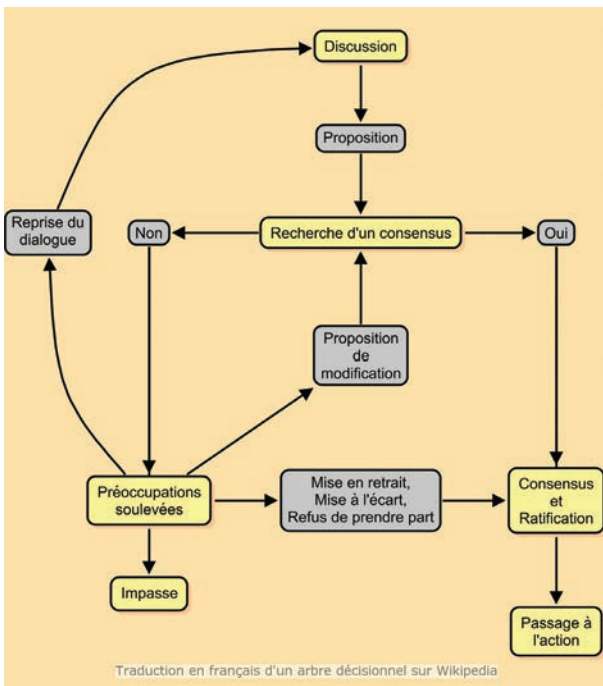 Discussion
Proposition
Reprise du
dialogue
Non
Recherche d'un consensus
Oui
Proposition
de
modification
Préoccupations
soulevées
Mise en retrait,
Mise à l'écart,
Refus de prendre part
Consensus
et
Ratification
Impasse
Passage à
l'action
Traduction en français d'un arbre décisionnel sur Wikipedia